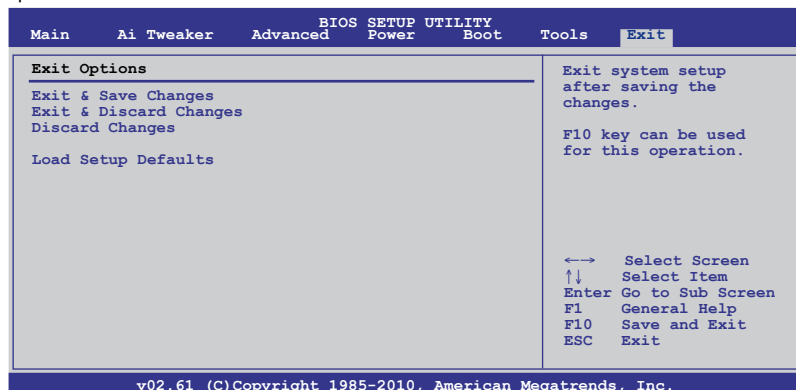 BIOS SETUP UTILITY
Main Ai Tweaker Advanced Power Boot Tools Exit
Exit Options
Exit & Save Changes
Exit & Discard Changes
Discard Changes
Load Setup Defaults
Exit system setup
after saving the
changes.
F10 key can be used
for this operation.
←→ Select Screen
↑↓ Select Item
Enter Go to Sub Screen
F1 General Help
F10 Save and Exit
ESC Exit
v02.61 (C)Copyright 1985-2010, American Megatrends, Inc.